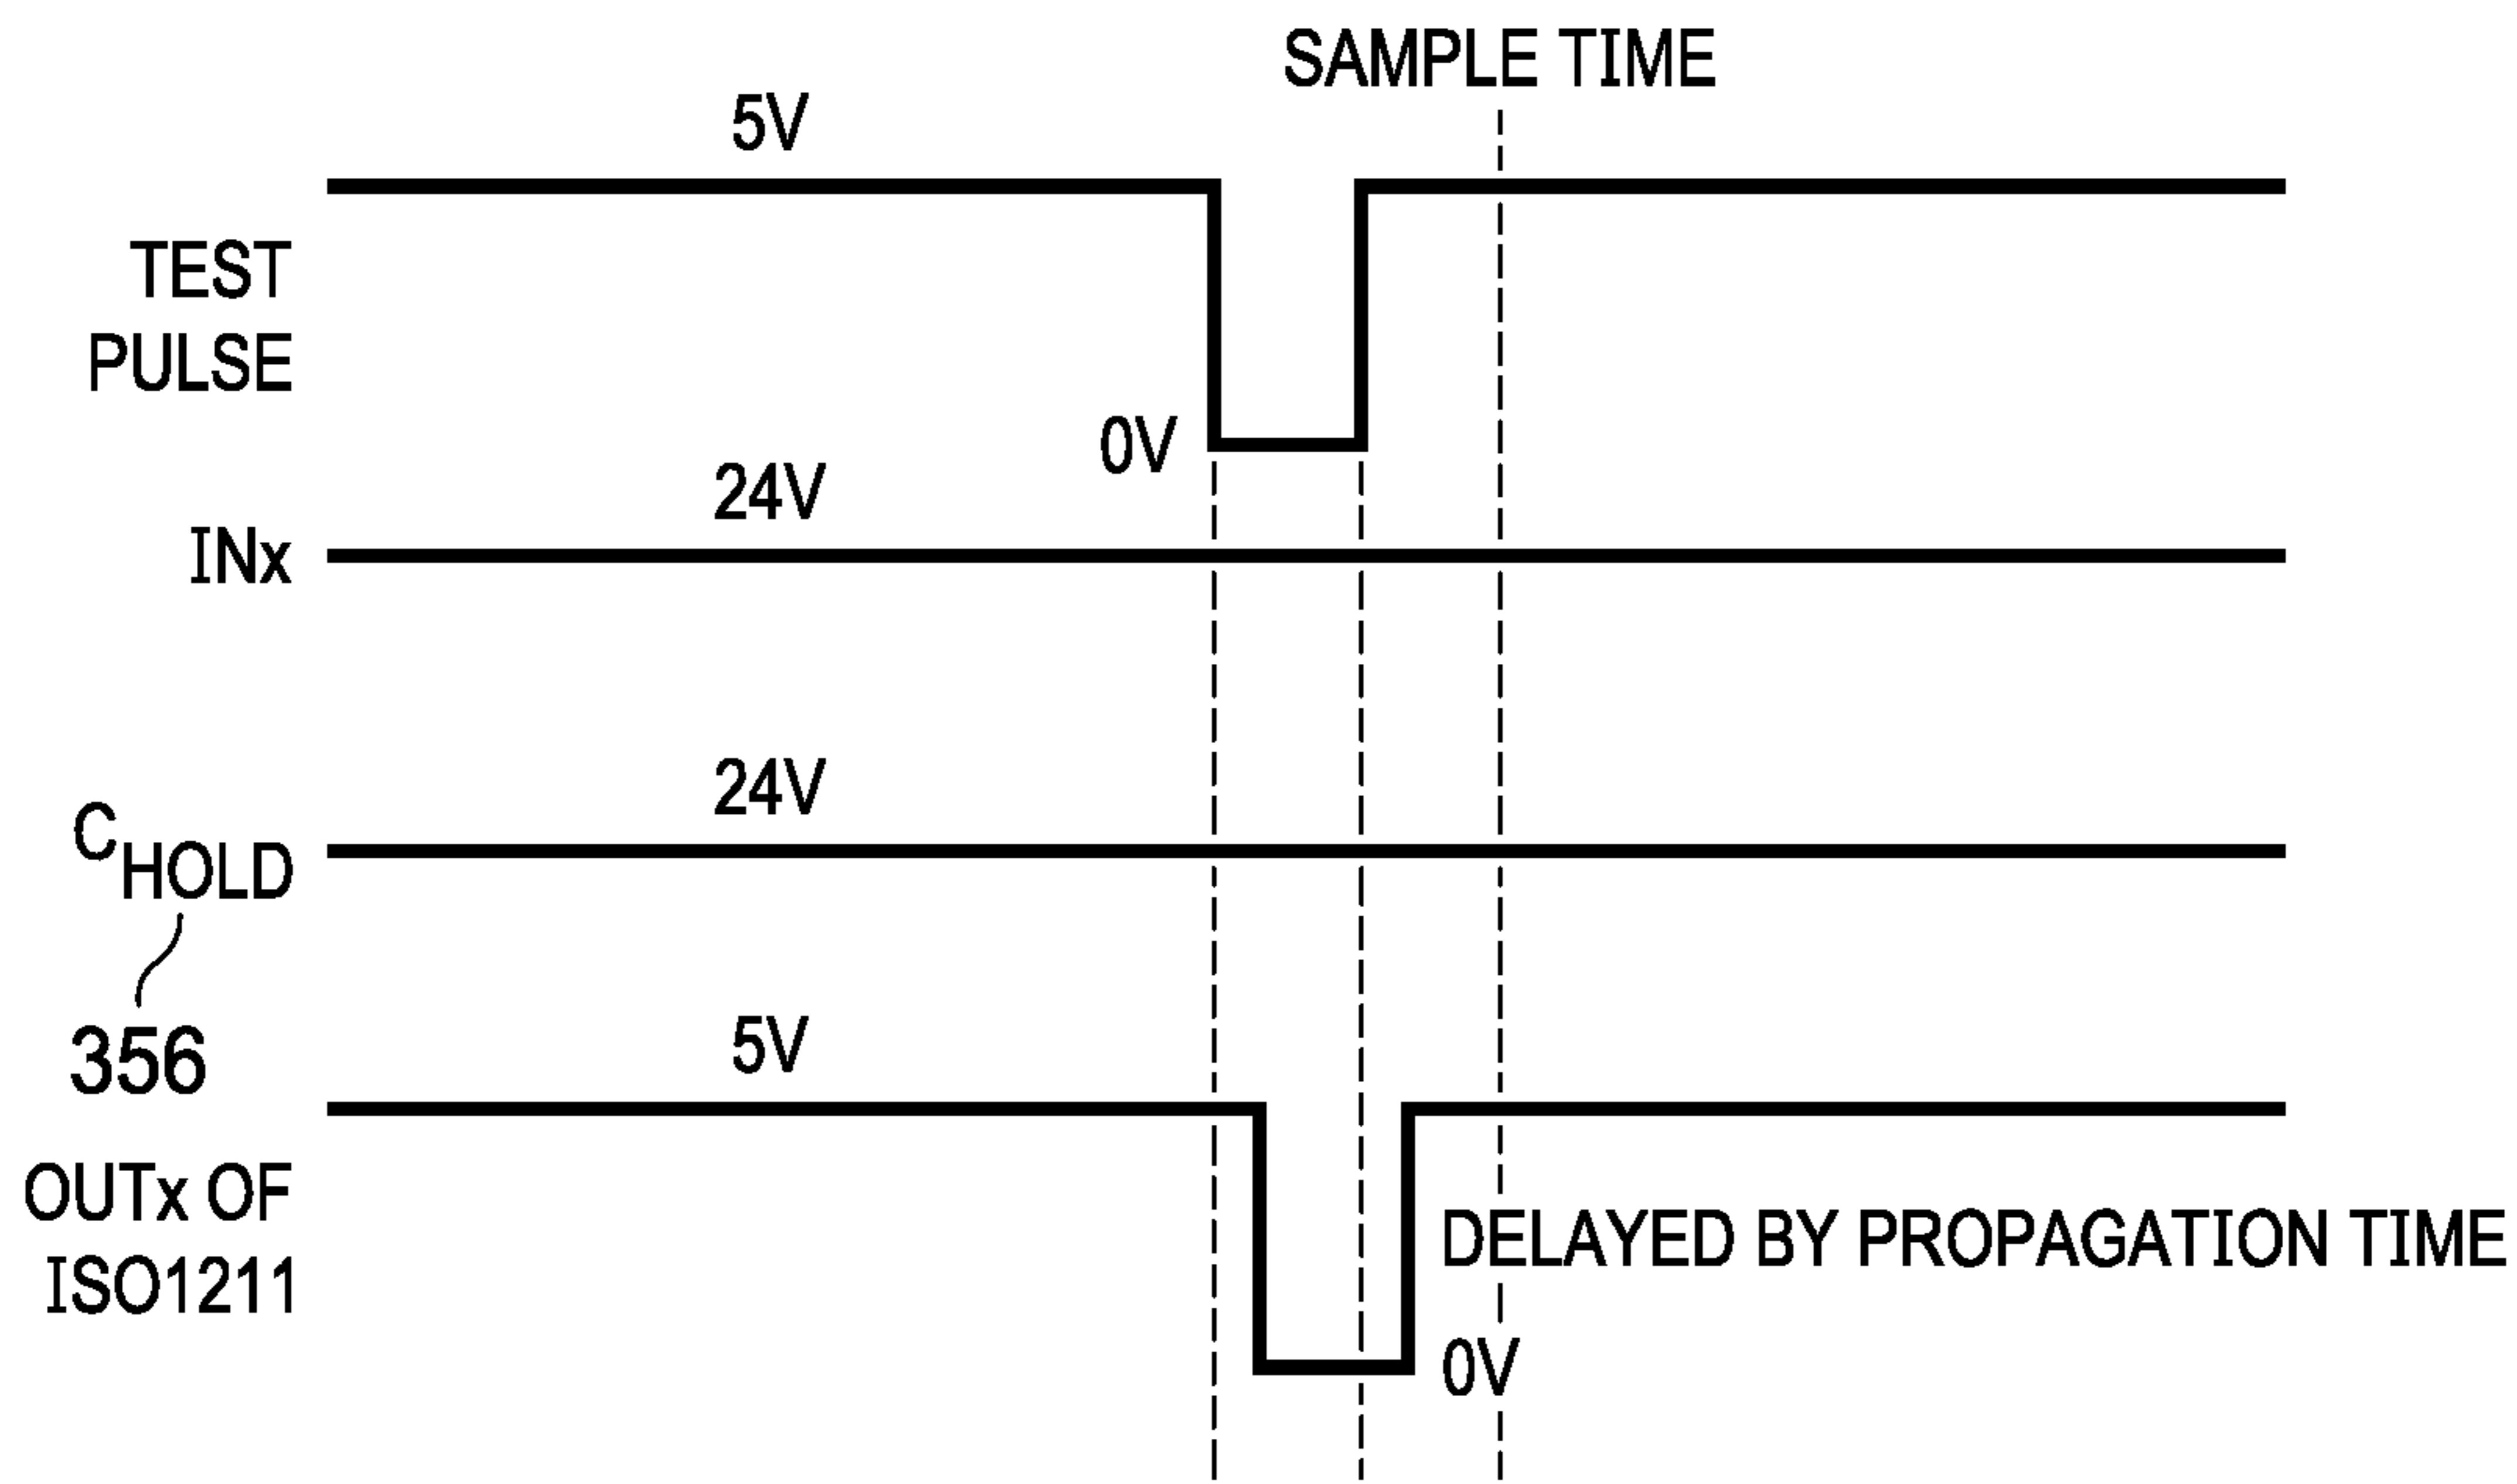 SAMPLE TIME
5V
TEST
PULSE
0V
24V
INx
24V
CHOLD
356
5V
OUTx OF
ISO1211
DELAYED BY PROPAGATION TIME
0V